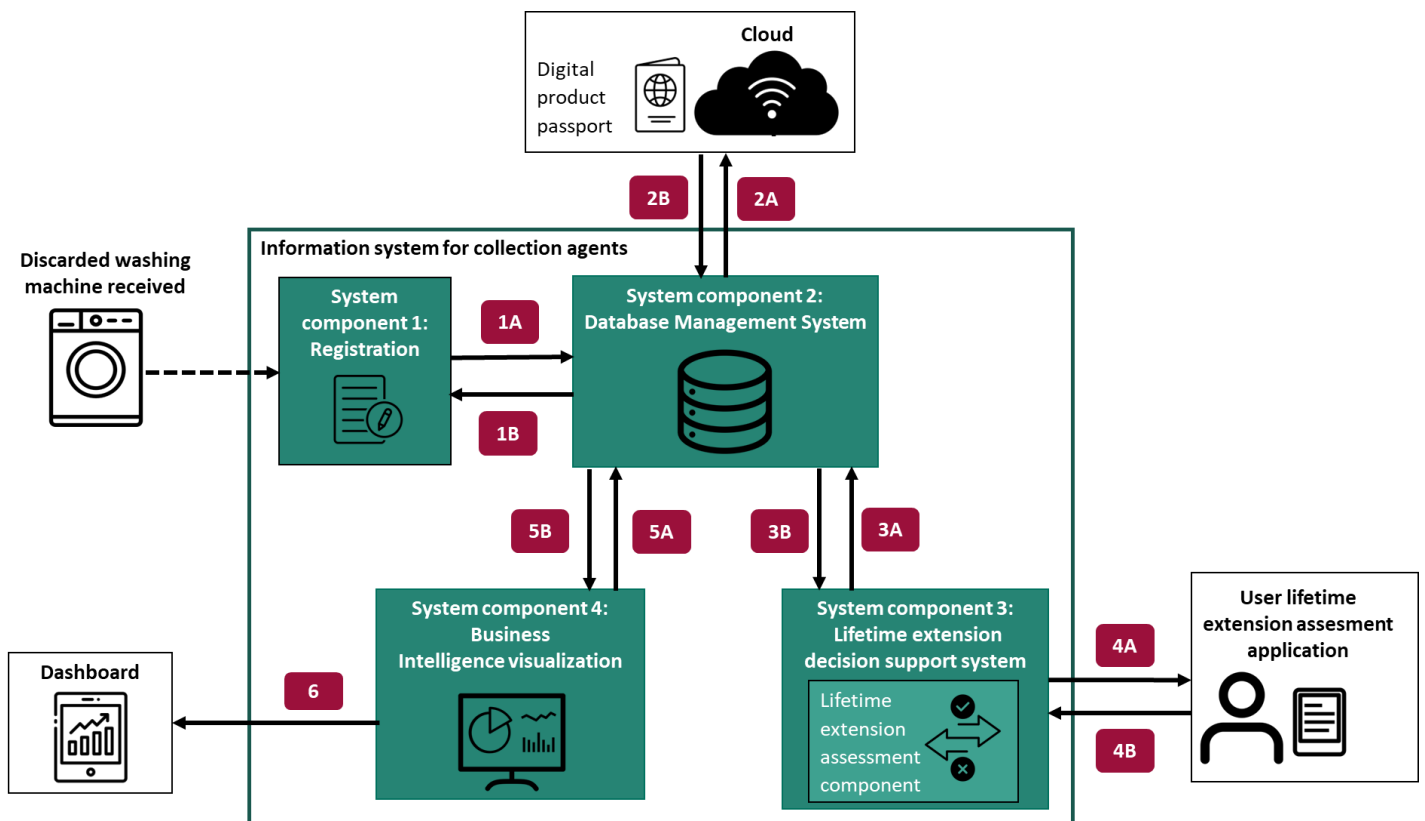 Cloud
Digital
product
passport
2B
2A
Information system for collection agents
Discarded washing
machine received
System
component 1:
Registration
1A
1B
System component 2:
Database Management System
5B
5A
3B
3A
System component 4:
Business
Intelligence visualization
System component 3:
Lifetime extension
decision support system
Lifetime
extension
assessment
component
4A
4B
User lifetime
extension assesment
application
Dashboard
6